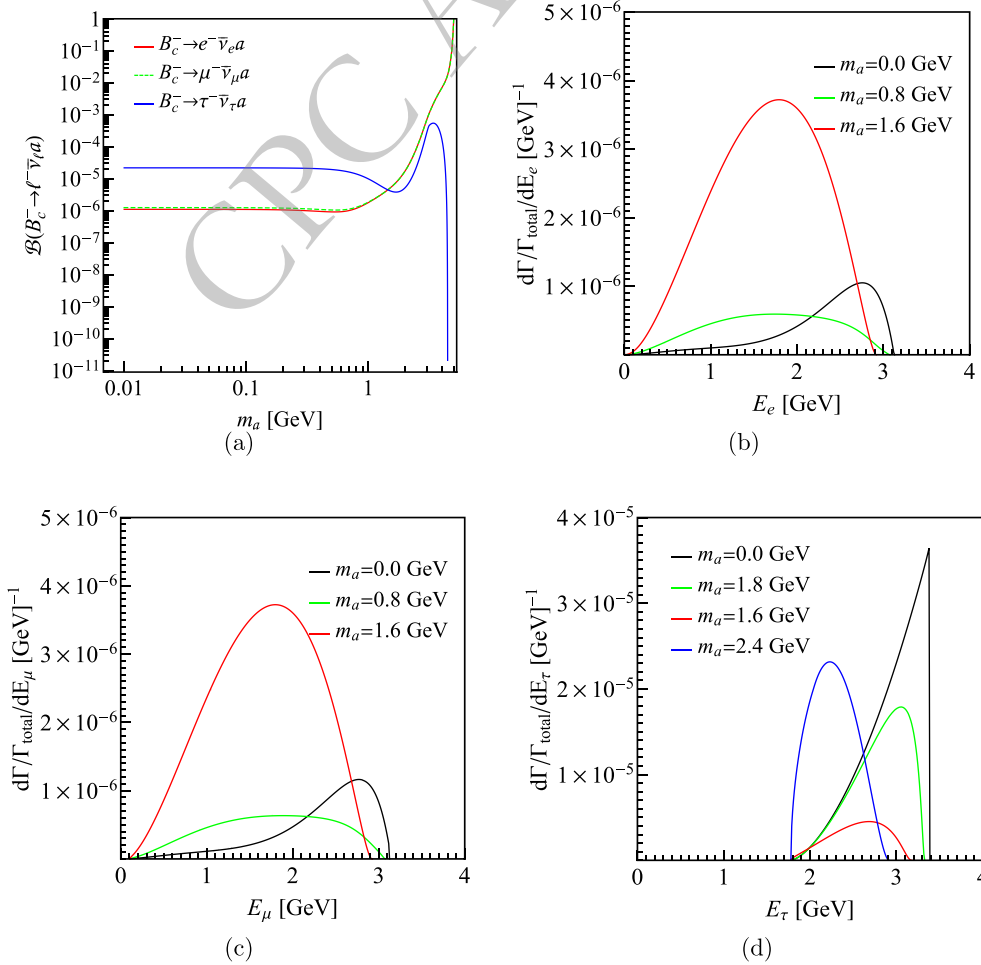 CPC A
1
10⁻¹
10⁻²
10⁻³
10⁻⁴
10⁻⁵
10⁻⁶
10⁻⁷
10⁻⁸
10⁻⁹
10⁻¹⁰
10⁻¹¹
ℬ(B_c⁻→ℓ⁻ν̄_ℓa)
B_c⁻→e⁻ν̄_e a
B_c⁻→μ⁻ν̄_μ a
B_c⁻→τ⁻ν̄_τ a
0.01 0.1 1
m_a [GeV]
(a)
5×10⁻⁶
4×10⁻⁶
3×10⁻⁶
2×10⁻⁶
1×10⁻⁶
dΓ/Γ_total/dE_e [GeV]⁻¹
m_a=0.0 GeV
m_a=0.8 GeV
m_a=1.6 GeV
0 1 2 3 4
E_e [GeV]
(b)
5×10⁻⁶
4×10⁻⁶
3×10⁻⁶
2×10⁻⁶
1×10⁻⁶
dΓ/Γ_total/dE_μ [GeV]⁻¹
m_a=0.0 GeV
m_a=0.8 GeV
m_a=1.6 GeV
0 1 2 3 4
E_μ [GeV]
(c)
4×10⁻⁵
3×10⁻⁵
2×10⁻⁵
1×10⁻⁵
dΓ/Γ_total/dE_τ [GeV]⁻¹
m_a=0.0 GeV
m_a=1.8 GeV
m_a=1.6 GeV
m_a=2.4 GeV
0 1 2 3 4
E_τ [GeV]
(d)